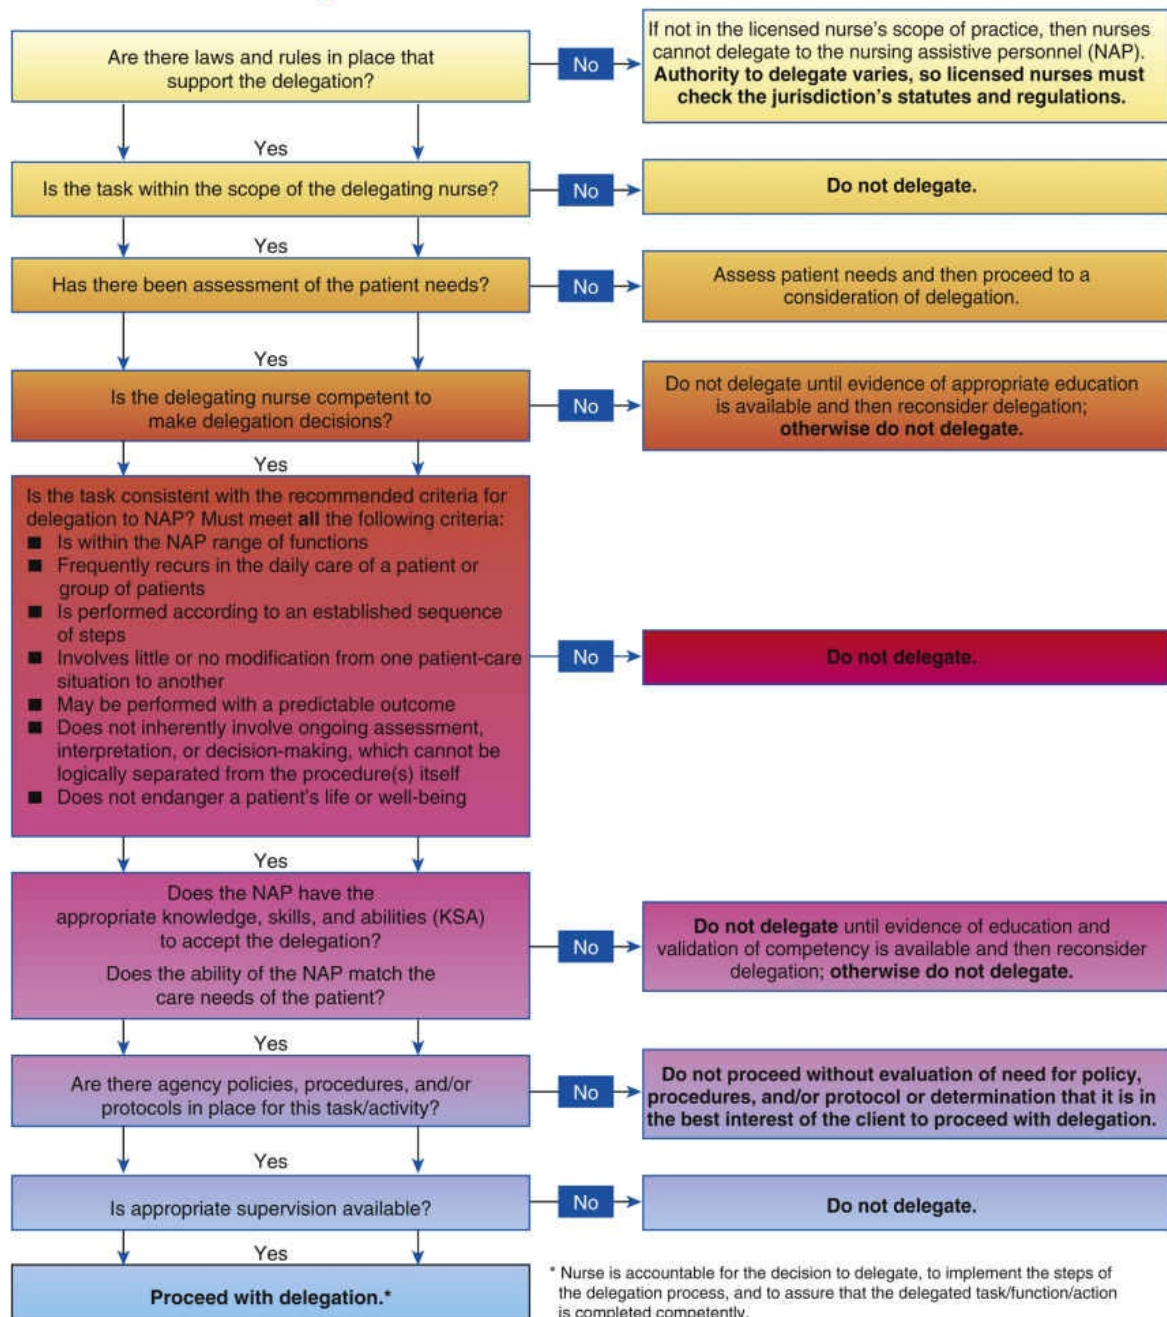 Are there laws and rules in place that
support the delegation?
No
If not in the licensed nurse's scope of practice, then nurses
cannot delegate to the nursing assistive personnel (NAP).
Authority to delegate varies, so licensed nurses must
check the jurisdiction's statutes and regulations.
Yes
Is the task within the scope of the delegating nurse?
No
Do not delegate.
Yes
Has there been assessment of the patient needs?
No
Assess patient needs and then proceed to a
consideration of delegation.
Yes
Is the delegating nurse competent to
make delegation decisions?
No
Do not delegate until evidence of appropriate education
is available and then reconsider delegation;
otherwise do not delegate.
Yes
Is the task consistent with the recommended criteria for
delegation to NAP? Must meet all the following criteria:
■ Is within the NAP range of functions
■ Frequently recurs in the daily care of a patient or
group of patients
■ Is performed according to an established sequence
of steps
■ Involves little or no modification from one patient-care
situation to another
■ May be performed with a predictable outcome
■ Does not inherently involve ongoing assessment,
interpretation, or decision-making, which cannot be
logically separated from the procedure(s) itself
■ Does not endanger a patient's life or well-being
No
Do not delegate.
Yes
Does the NAP have the
appropriate knowledge, skills, and abilities (KSA)
to accept the delegation?
Does the ability of the NAP match the
care needs of the patient?
No
Do not delegate until evidence of education and
validation of competency is available and then reconsider
delegation; otherwise do not delegate.
Yes
Are there agency policies, procedures, and/or
protocols in place for this task/activity?
No
Do not proceed without evaluation of need for policy,
procedures, and/or protocol or determination that it is in
the best interest of the client to proceed with delegation.
Yes
Is appropriate supervision available?
No
Do not delegate.
Yes
Proceed with delegation.*
* Nurse is accountable for the decision to delegate, to implement the steps of
the delegation process, and to assure that the delegated task/function/action
is completed competently.